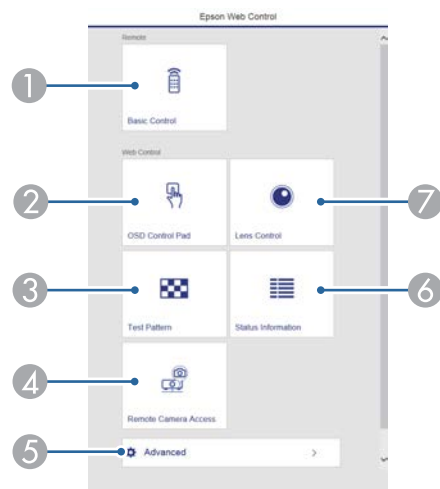 Epson Web Control
Remote
1
Basic Control
Web Control
2
7
OSD Control Pad
Lens Control
3
6
Test Pattern
Status Information
4
Remote Camera Access
5
Advanced